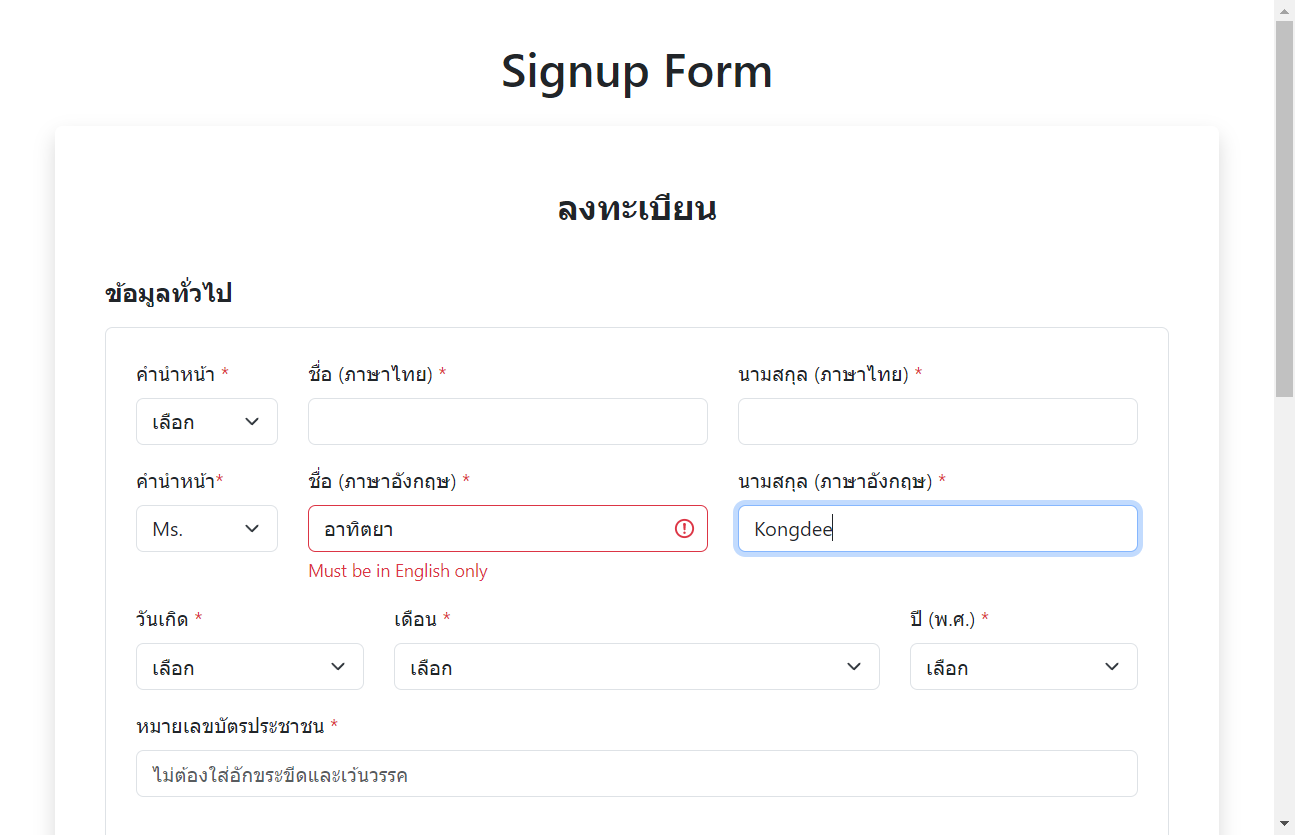 Signup Form
ลงทะเบียน
ข้อมูลทั่วไป
คำนำหน้า * ชื่อ (ภาษาไทย) * นามสกุล (ภาษาไทย) *
เลือก
คำนำหน้า* ชื่อ (ภาษาอังกฤษ) * นามสกุล (ภาษาอังกฤษ) *
Ms. อาทิตยา Kongdee
Must be in English only
วันเกิด * เดือน * ปี (พ.ศ.) *
เลือก เลือก เลือก
หมายเลขบัตรประชาชน *
ไม่ต้องใส่อักขระขีดและเว้นวรรค